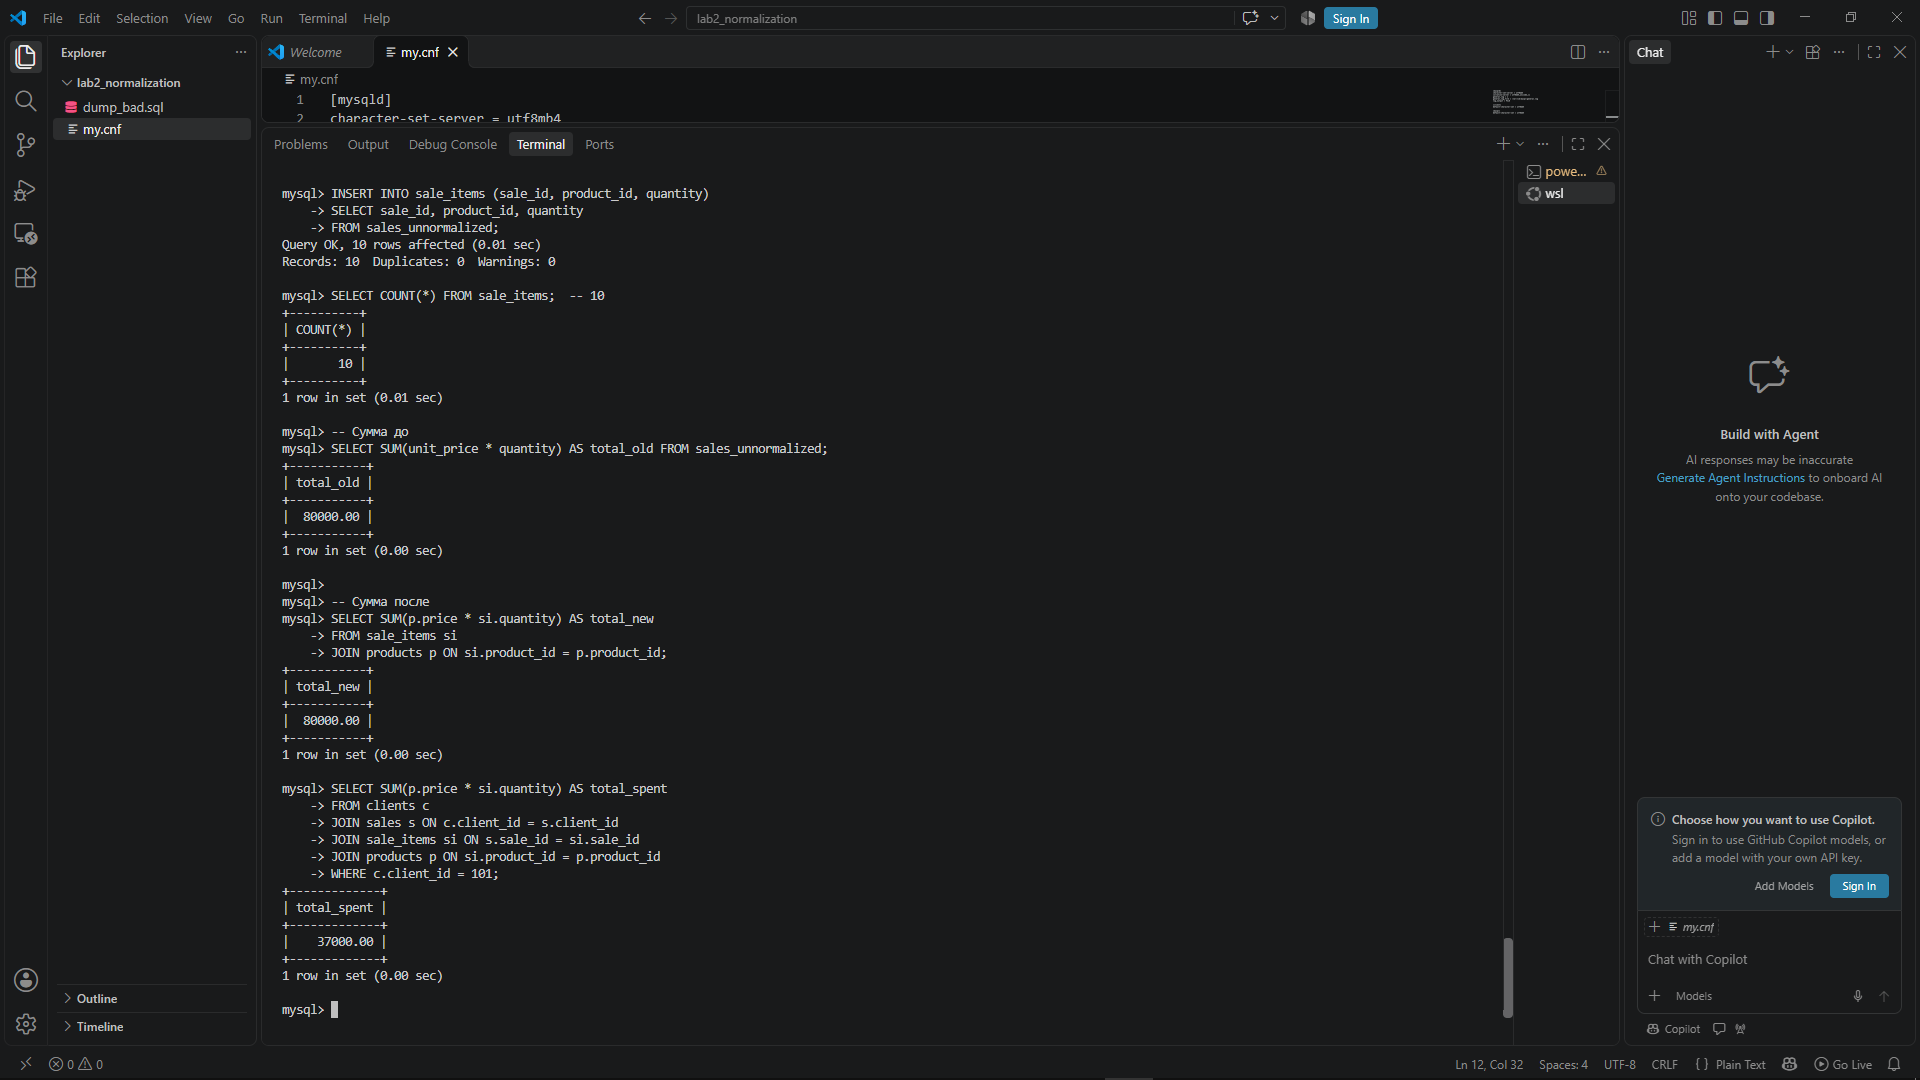 File Edit Selection View Go Run Terminal Help
lab2_normalization
Sign In
Explorer
lab2_normalization
dump_bad.sql
my.cnf
Outline
Timeline
Welcome
my.cnf
my.cnf
1 [mysqld]
2 character-set-server = utf8mb4
Problems Output Debug Console Terminal Ports
mysql> INSERT INTO sale_items (sale_id, product_id, quantity)
    -> SELECT sale_id, product_id, quantity
    -> FROM sales_unnormalized;
Query OK, 10 rows affected (0.01 sec)
Records: 10  Duplicates: 0  Warnings: 0
mysql> SELECT COUNT(*) FROM sale_items;  -- 10
+----------+
| COUNT(*) |
+----------+
|       10 |
+----------+
1 row in set (0.01 sec)
mysql> -- Сумма до
mysql> SELECT SUM(unit_price * quantity) AS total_old FROM sales_unnormalized;
+-----------+
| total_old |
+-----------+
|  80000.00 |
+-----------+
1 row in set (0.00 sec)
mysql>
mysql> -- Сумма после
mysql> SELECT SUM(p.price * si.quantity) AS total_new
    -> FROM sale_items si
    -> JOIN products p ON si.product_id = p.product_id;
+-----------+
| total_new |
+-----------+
|  80000.00 |
+-----------+
1 row in set (0.00 sec)
mysql> SELECT SUM(p.price * si.quantity) AS total_spent
    -> FROM clients c
    -> JOIN sales s ON c.client_id = s.client_id
    -> JOIN sale_items si ON s.sale_id = si.sale_id
    -> JOIN products p ON si.product_id = p.product_id
    -> WHERE c.client_id = 101;
+-------------+
| total_spent |
+-------------+
|    37000.00 |
+-------------+
1 row in set (0.00 sec)
mysql>
powe...
wsl
Chat
Build with Agent
AI responses may be inaccurate
Generate Agent Instructions to onboard AI
onto your codebase.
Choose how you want to use Copilot.
Sign in to use GitHub Copilot models, or
add a model with your own API key.
Add Models
Sign In
my.cnf
Chat with Copilot
Models
Copilot
0 0
Ln 12, Col 32
Spaces: 4
UTF-8
CRLF
{ } Plain Text
Go Live